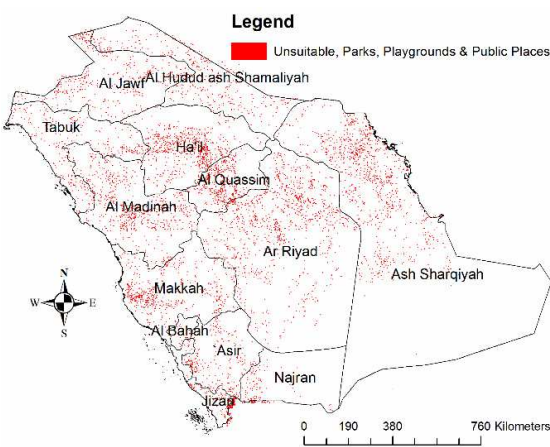 Legend
Unsuitable, Parks, Playgrounds & Public Places
Al Jawf
Al Hudud ash Shamaliyah
Tabuk
Ha'il
Al Quassim
Al Madinah
Ar Riyad
Ash Sharqiyah
Makkah
Al Bahah
'Asir
Najran
Jizan
N
W E
S
0 190 380 760 Kilometers